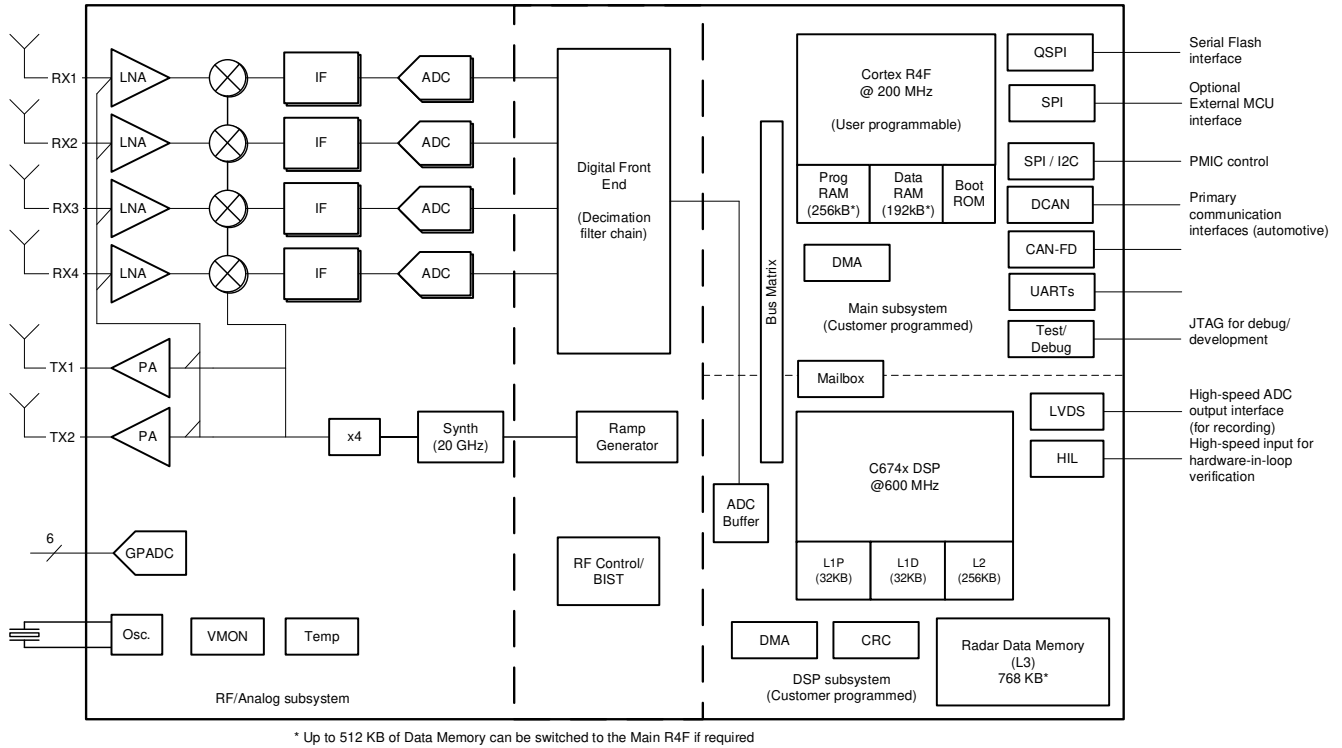 RX1
LNA
IF
ADC
RX2
LNA
IF
ADC
RX3
LNA
IF
ADC
RX4
LNA
IF
ADC
TX1
PA
TX2
PA
x4
Synth
(20 GHz)
6
GPADC
Osc.
VMON
Temp
RF/Analog subsystem
Digital Front
End
(Decimation
filter chain)
Ramp
Generator
RF Control/
BIST
ADC
Buffer
Bus Matrix
Cortex R4F
@ 200 MHz
(User programmable)
Prog
RAM
(256kB*)
Data
RAM
(192kB*)
Boot
ROM
DMA
Main subsystem
(Customer programmed)
Mailbox
C674x DSP
@600 MHz
L1P
(32KB)
L1D
(32KB)
L2
(256KB)
DMA
CRC
DSP subsystem
(Customer programmed)
Radar Data Memory
(L3)
768 KB*
QSPI
Serial Flash
interface
SPI
Optional
External MCU
interface
SPI / I2C
PMIC control
DCAN
Primary
communication
interfaces (automotive)
CAN-FD
UARTs
Test/
Debug
JTAG for debug/
development
LVDS
High-speed ADC
output interface
(for recording)
HIL
High-speed input for
hardware-in-loop
verification
* Up to 512 KB of Data Memory can be switched to the Main R4F if required